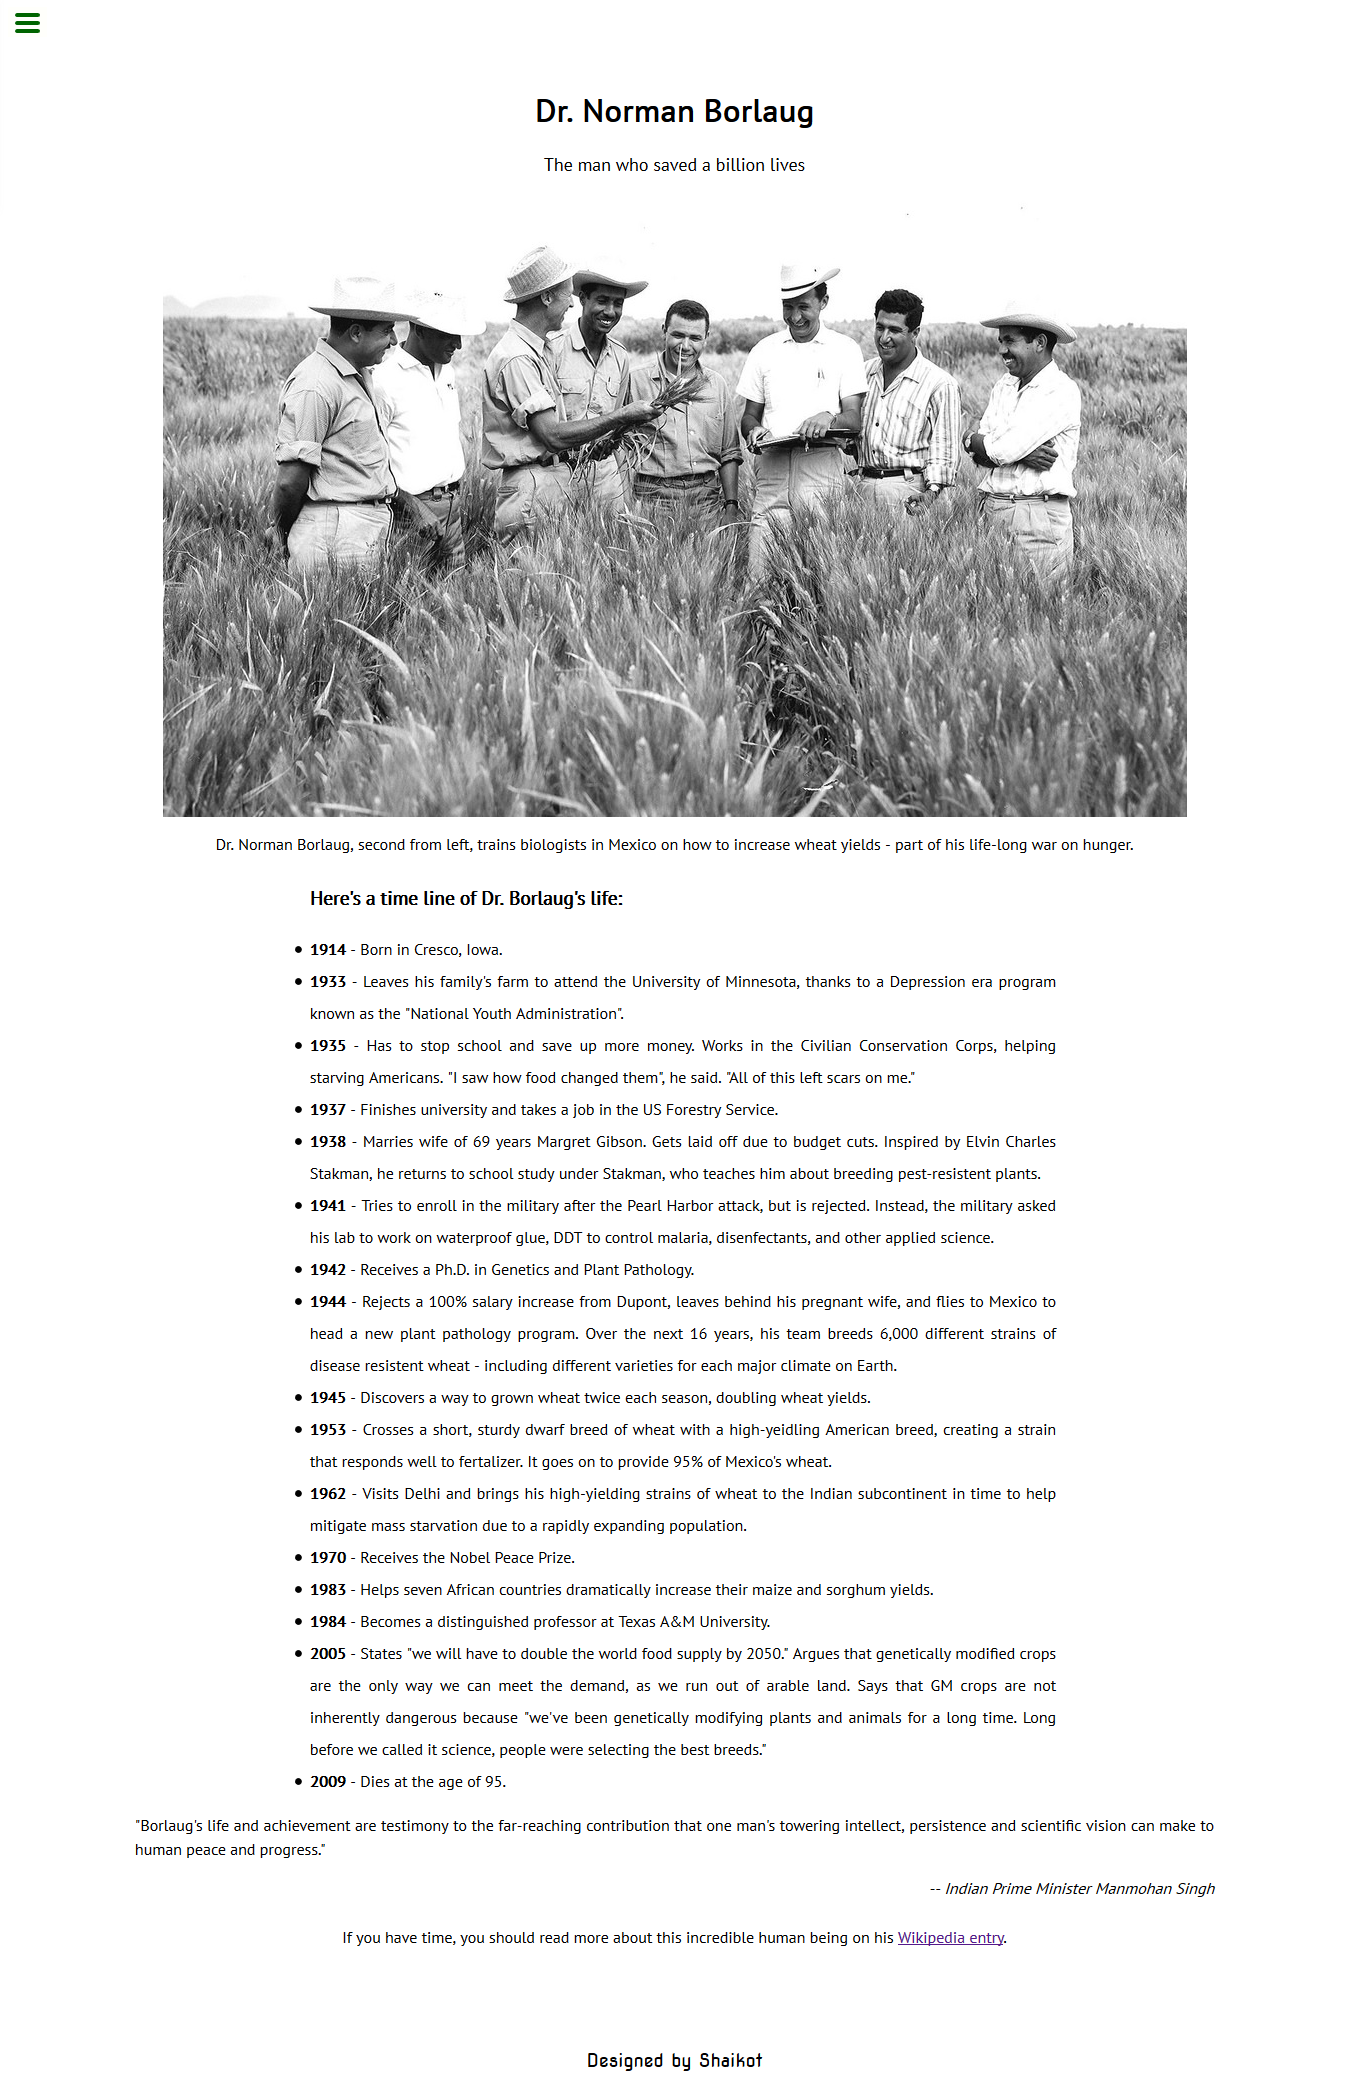 Dr. Norman Borlaug
The man who saved a billion lives
Dr. Norman Borlaug, second from left, trains biologists in Mexico on how to increase wheat yields - part of his life-long war on hunger.
Here's a time line of Dr. Borlaug's life:
• 1914 - Born in Cresco, Iowa.
• 1933 - Leaves his family's farm to attend the University of Minnesota, thanks to a Depression era program
known as the "National Youth Administration".
• 1935 - Has to stop school and save up more money. Works in the Civilian Conservation Corps, helping
starving Americans. "I saw how food changed them", he said. "All of this left scars on me."
• 1937 - Finishes university and takes a job in the US Forestry Service.
• 1938 - Marries wife of 69 years Margret Gibson. Gets laid off due to budget cuts. Inspired by Elvin Charles
Stakman, he returns to school study under Stakman, who teaches him about breeding pest-resistent plants.
• 1941 - Tries to enroll in the military after the Pearl Harbor attack, but is rejected. Instead, the military asked
his lab to work on waterproof glue, DDT to control malaria, disenfectants, and other applied science.
• 1942 - Receives a Ph.D. in Genetics and Plant Pathology.
• 1944 - Rejects a 100% salary increase from Dupont, leaves behind his pregnant wife, and flies to Mexico to
head a new plant pathology program. Over the next 16 years, his team breeds 6,000 different strains of
disease resistent wheat - including different varieties for each major climate on Earth.
• 1945 - Discovers a way to grown wheat twice each season, doubling wheat yields.
• 1953 - Crosses a short, sturdy dwarf breed of wheat with a high-yeidling American breed, creating a strain
that responds well to fertalizer. It goes on to provide 95% of Mexico's wheat.
• 1962 - Visits Delhi and brings his high-yielding strains of wheat to the Indian subcontinent in time to help
mitigate mass starvation due to a rapidly expanding population.
• 1970 - Receives the Nobel Peace Prize.
• 1983 - Helps seven African countries dramatically increase their maize and sorghum yields.
• 1984 - Becomes a distinguished professor at Texas A&M University.
• 2005 - States "we will have to double the world food supply by 2050." Argues that genetically modified crops
are the only way we can meet the demand, as we run out of arable land. Says that GM crops are not
inherently dangerous because "we've been genetically modifying plants and animals for a long time. Long
before we called it science, people were selecting the best breeds."
• 2009 - Dies at the age of 95.
"Borlaug's life and achievement are testimony to the far-reaching contribution that one man's towering intellect, persistence and scientific vision can make to
human peace and progress."
-- Indian Prime Minister Manmohan Singh
If you have time, you should read more about this incredible human being on his Wikipedia entry.
Designed by Shaikot